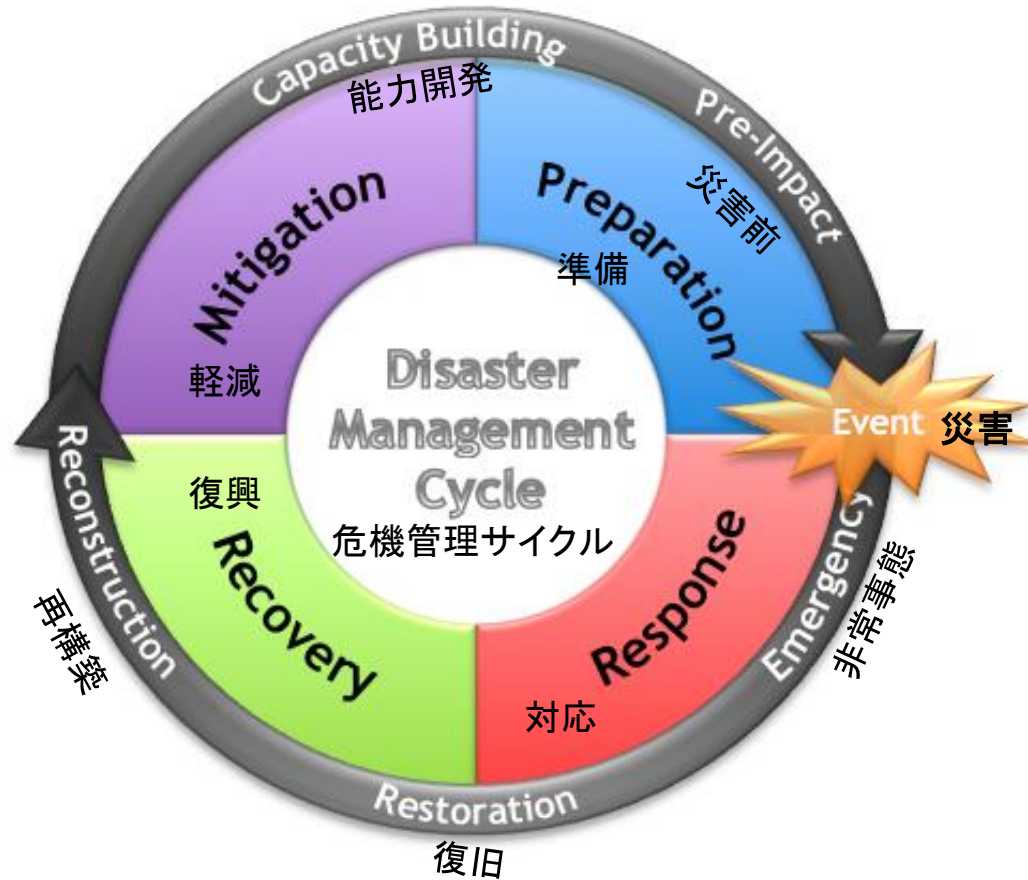 Capacity Building
能力開発
Pre-Impact
災害前
Mitigation
軽減
Preparation
準備
Disaster
Management
Cycle
危機管理サイクル
Event
災害
Reconstruction
再構築
復興
Recovery
Response
対応
Emergency
非常事態
Restoration
復旧